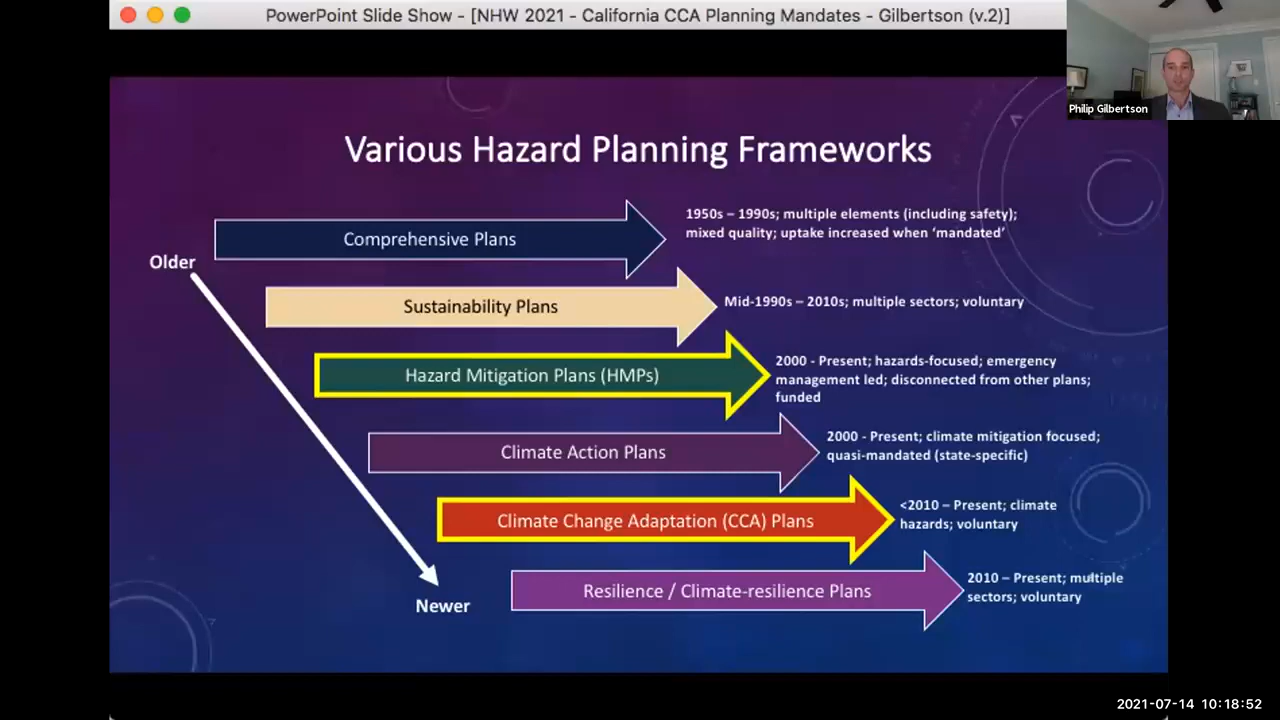 PowerPoint Slide Show - [NHW 2021 - California CCA Planning Mandates - Gilbertson (v.2)]
Philip Gilbertson
Various Hazard Planning Frameworks
Older
Comprehensive Plans
1950s – 1990s; multiple elements (including safety);
mixed quality; uptake increased when ‘mandated’
Sustainability Plans
Mid-1990s – 2010s; multiple sectors; voluntary
Hazard Mitigation Plans (HMPs)
2000 - Present; hazards-focused; emergency
management led; disconnected from other plans;
funded
Climate Action Plans
2000 - Present; climate mitigation focused;
quasi-mandated (state-specific)
Climate Change Adaptation (CCA) Plans
<2010 – Present; climate
hazards; voluntary
Resilience / Climate-resilience Plans
2010 – Present; multiple
sectors; voluntary
Newer
2021-07-14 10:18:52